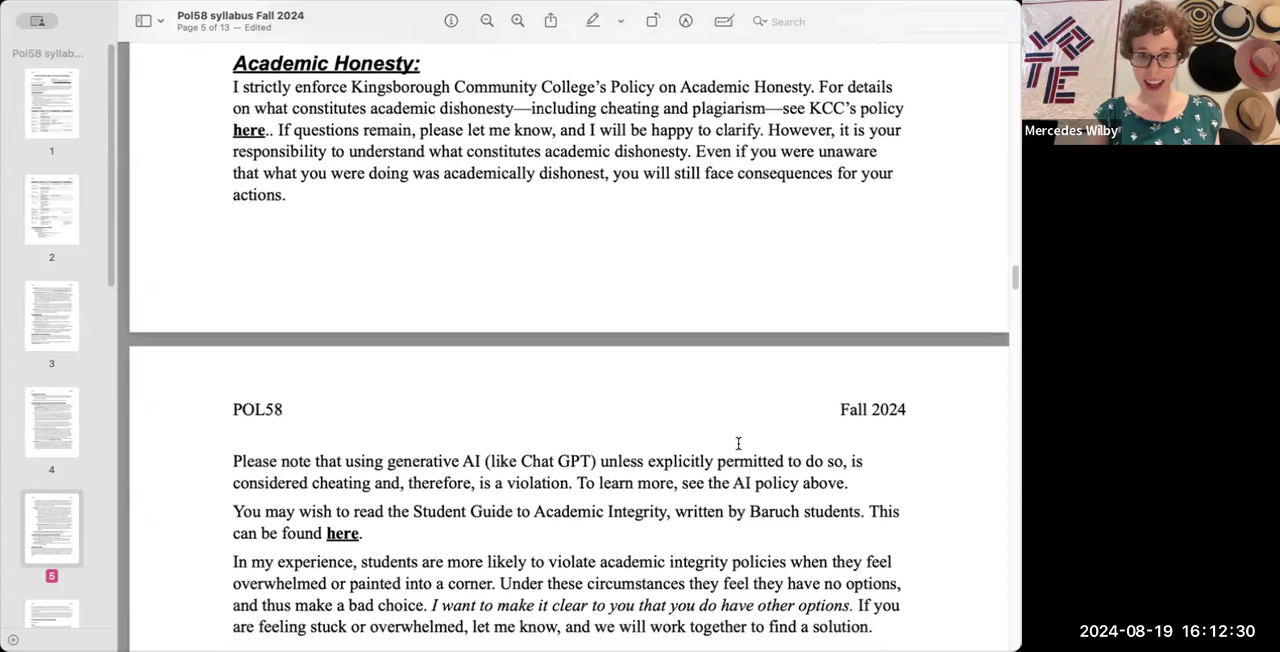 Pol58 syllabus Fall 2024
Page 5 of 13 — Edited
Search
Pol58 syllab...
1
2
3
4
5
Academic Honesty:
I strictly enforce Kingsborough Community College's Policy on Academic Honesty. For details
on what constitutes academic dishonesty—including cheating and plagiarism—see KCC's policy
here.. If questions remain, please let me know, and I will be happy to clarify. However, it is your
responsibility to understand what constitutes academic dishonesty. Even if you were unaware
that what you were doing was academically dishonest, you will still face consequences for your
actions.
POL58
Fall 2024
Please note that using generative AI (like Chat GPT) unless explicitly permitted to do so, is
considered cheating and, therefore, is a violation. To learn more, see the AI policy above.
You may wish to read the Student Guide to Academic Integrity, written by Baruch students. This
can be found here.
In my experience, students are more likely to violate academic integrity policies when they feel
overwhelmed or painted into a corner. Under these circumstances they feel they have no options,
and thus make a bad choice. I want to make it clear to you that you do have other options. If you
are feeling stuck or overwhelmed, let me know, and we will work together to find a solution.
Mercedes Wilby
2024-08-19 16:12:30